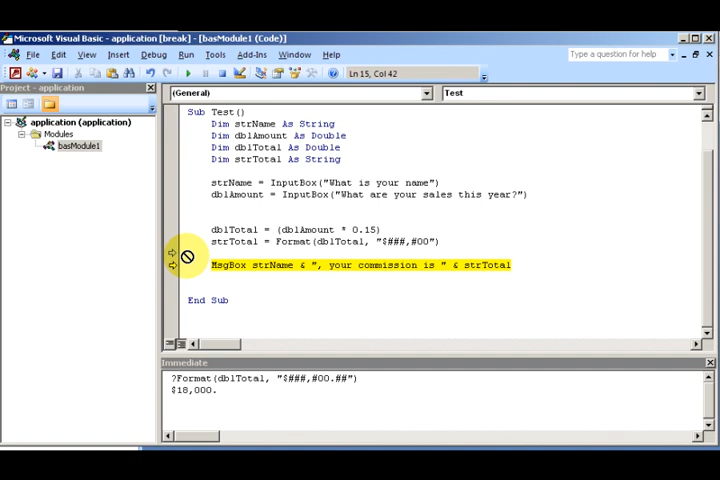 Microsoft Visual Basic - application [break] - [basModule1 (Code)]
File Edit View Insert Format Debug Run Tools Add-Ins Window Help
Type a question for help
Ln 15, Col 42
Project - application
(General)
Test
application (application)
Modules
basModule1
Sub Test()
Dim strName As String
Dim dblAmount As Double
Dim dblTotal As Double
Dim strTotal As String
strName = InputBox("What is your name")
dblAmount = InputBox("What are your sales this year?")
dblTotal = (dblAmount * 0.15)
strTotal = Format(dblTotal, "$###,#00")
MsgBox strName & ", your commission is " & strTotal
End Sub
Immediate
?Format(dblTotal, "$###,#00.##")
$18,000.